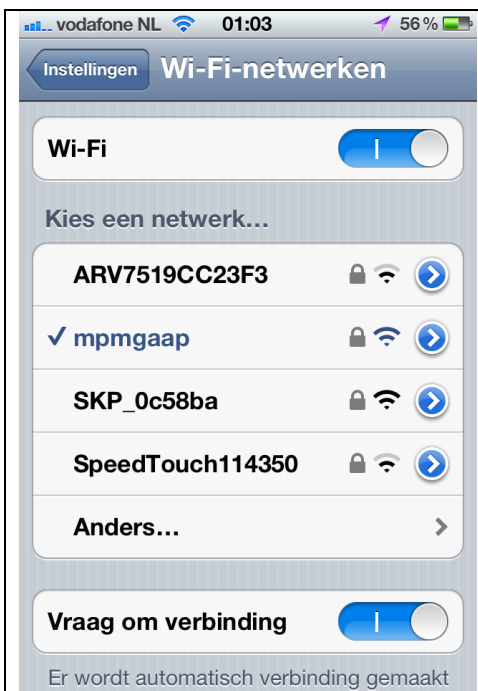 vodafone NL 01:03 56%
Instellingen Wi-Fi-netwerken
Wi-Fi
Kies een netwerk...
ARV7519CC23F3
mpmgaap
SKP_0c58ba
SpeedTouch114350
Anders...
Vraag om verbinding
Er wordt automatisch verbinding gemaakt